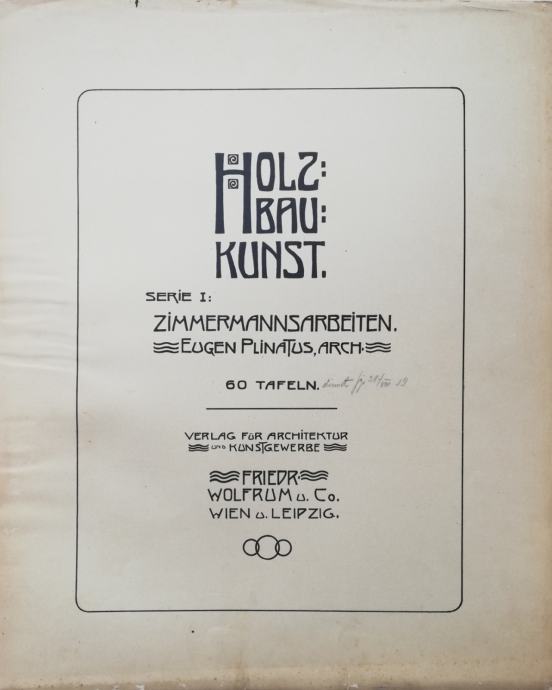 HOLZ:
BAU:
KUNST.
SERIE I:
ZIMMERMANNSARBEITEN.
EUGEN PLINATUS, ARCH.
60 TAFELN.
VERLAG FÜR ARCHITEKTUR
UND KUNSTGEWERBE
FRIEDR.
WOLFRUM U. CO.
WIEN U. LEIPZIG.